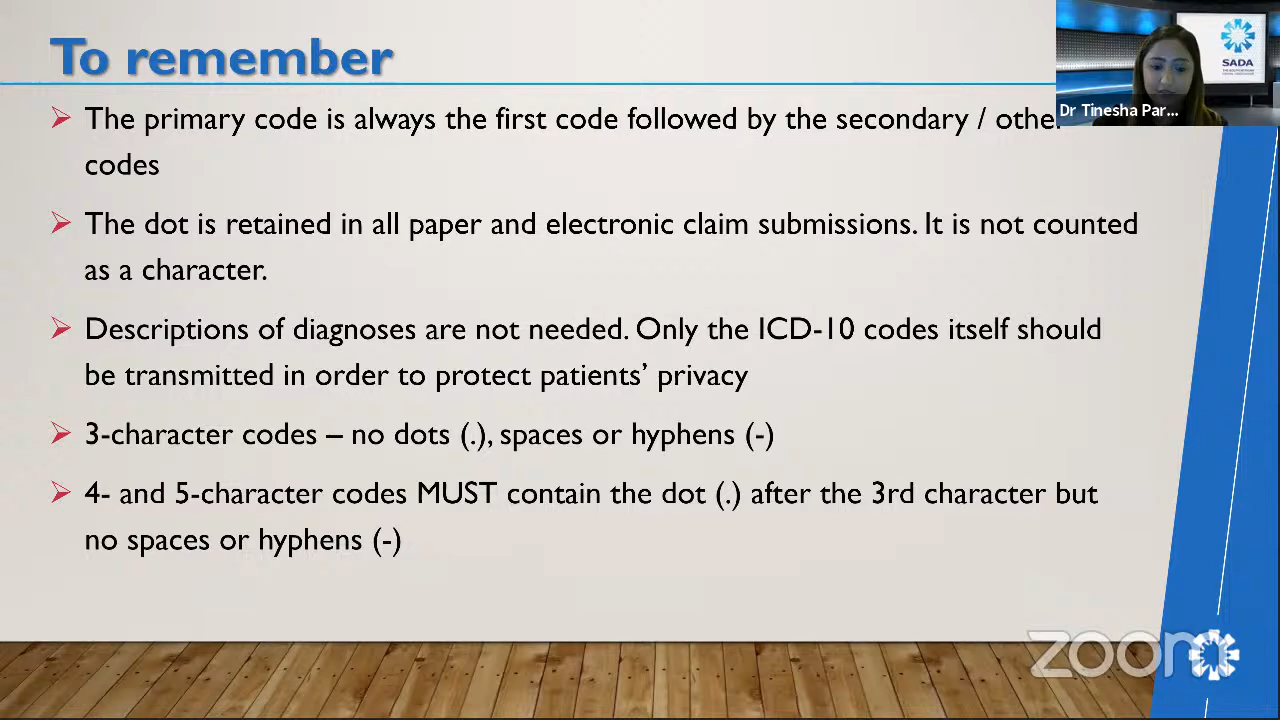 To remember
The primary code is always the first code followed by the secondary / other
codes
The dot is retained in all paper and electronic claim submissions. It is not counted
as a character.
Descriptions of diagnoses are not needed. Only the ICD-10 codes itself should
be transmitted in order to protect patients’ privacy
3-character codes – no dots (.), spaces or hyphens (-)
4- and 5-character codes MUST contain the dot (.) after the 3rd character but
no spaces or hyphens (-)
SADA
Dr Tinesha Par...
zoom